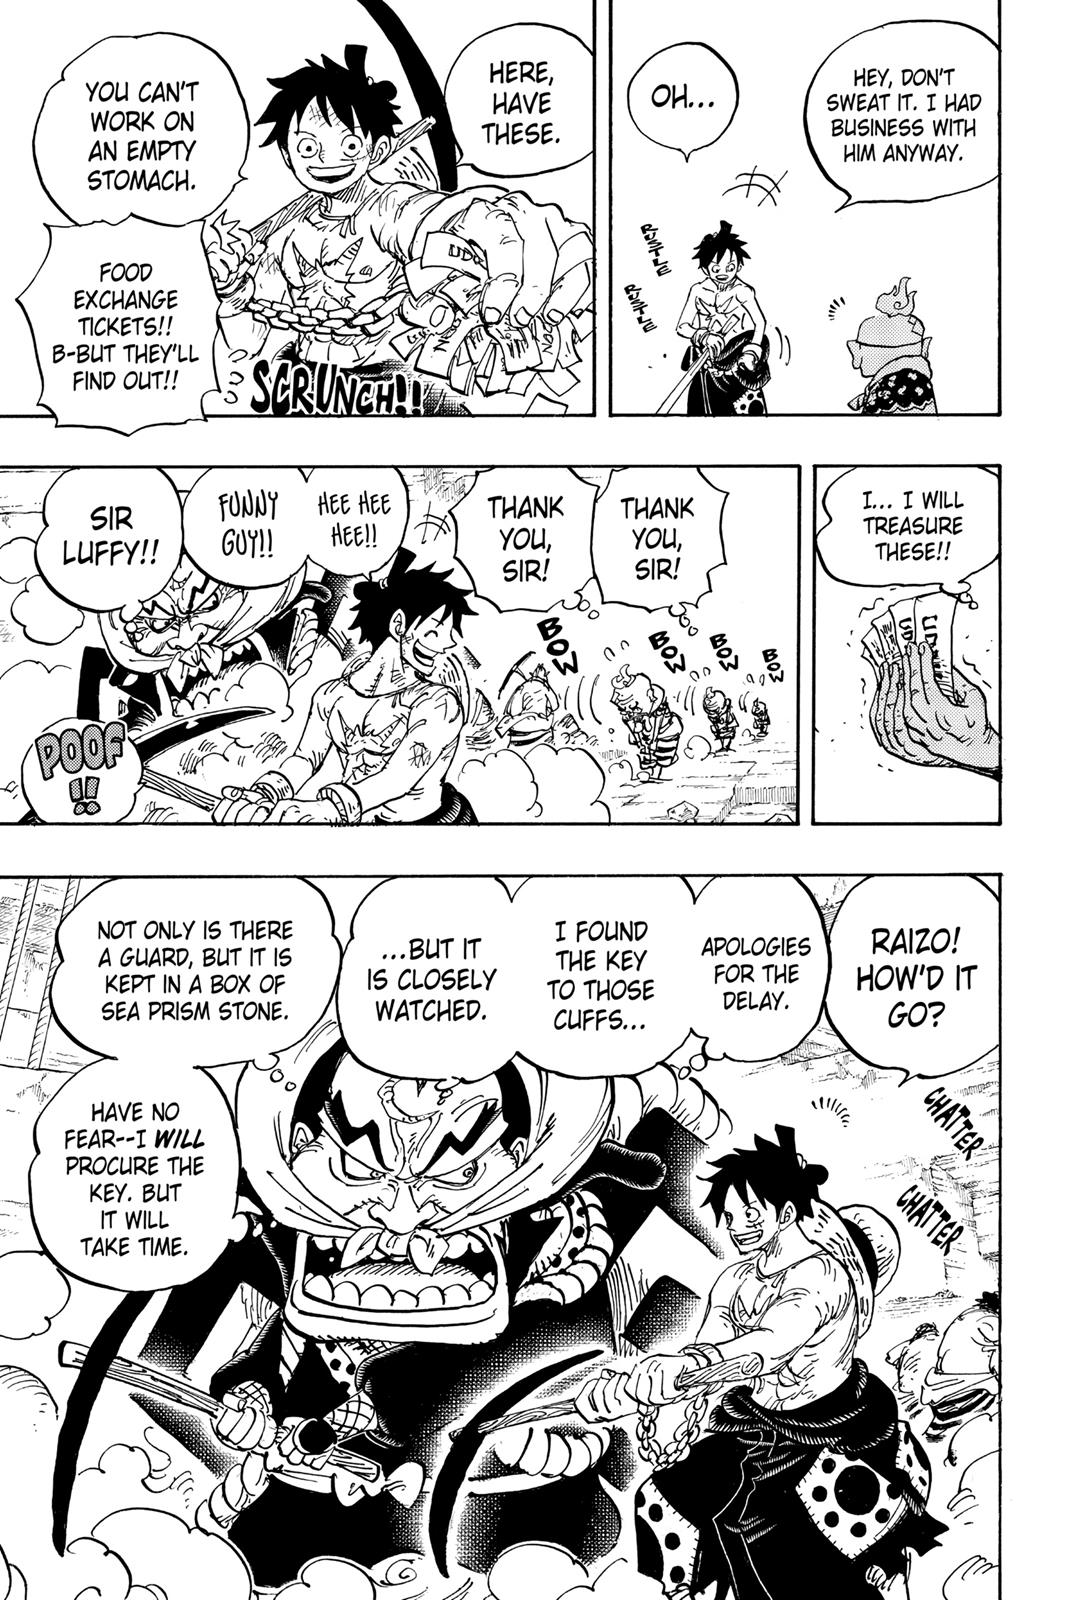 HEY, DON'T
SWEAT IT. I HAD
BUSINESS WITH
HIM ANYWAY.
OH...
RUSTLE
RUSTLE
HERE,
HAVE
THESE.
YOU CAN'T
WORK ON
AN EMPTY
STOMACH.
FOOD
EXCHANGE
TICKETS!!
B-BUT THEY'LL
FIND OUT!!
SCRUNCH!!
UDO
I... I WILL
TREASURE
THESE!!
UD
UD
THANK
YOU,
SIR!
THANK
YOU,
SIR!
BOW
BOW
BOW
BOW
HEE HEE
HEE!!
FUNNY
GUY!!
SIR
LUFFY!!
POOF
!!
RAIZO!
HOW'D IT
GO?
APOLOGIES
FOR THE
DELAY.
I FOUND
THE KEY
TO THOSE
CUFFS...
...BUT IT
IS CLOSELY
WATCHED.
NOT ONLY IS THERE
A GUARD, BUT IT IS
KEPT IN A BOX OF
SEA PRISM STONE.
HAVE NO
FEAR--I WILL
PROCURE THE
KEY. BUT
IT WILL
TAKE TIME.
CHATTER
CHATTER